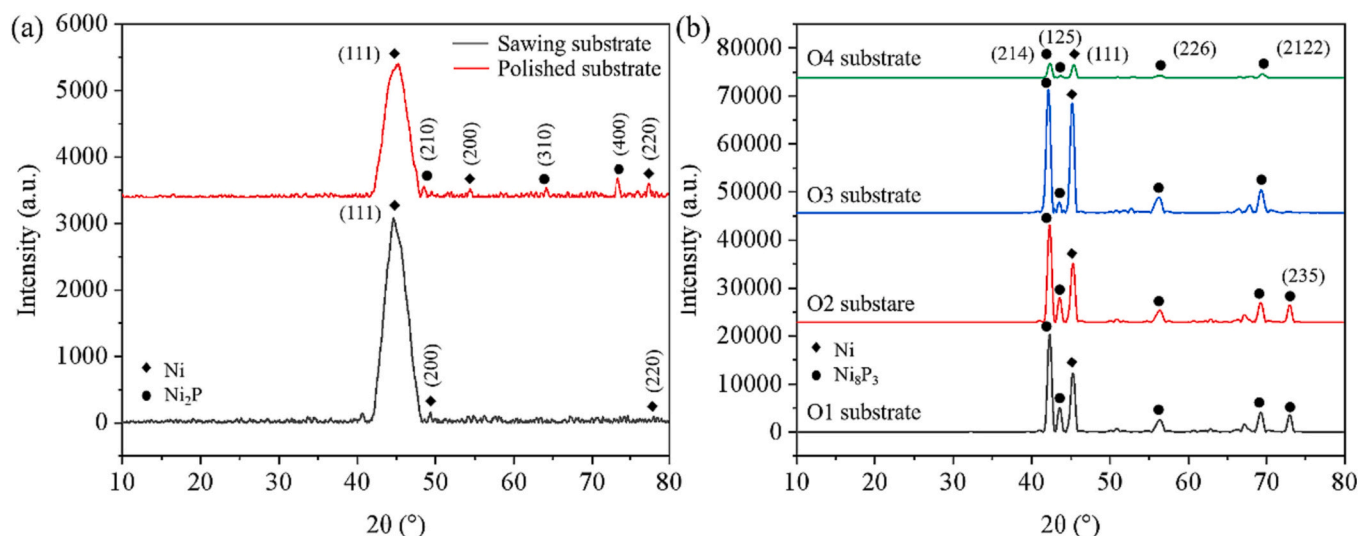 (a)
6000
5000
4000
3000
2000
1000
0
Intensity (a.u.)
Sawing substrate
Polished substrate
(111)
(210)
(200)
(310)
(400)
(220)
(111)
(200)
(220)
Ni
Ni₂P
10 20 30 40 50 60 70 80
2θ (°)
(b)
80000
70000
60000
50000
40000
30000
20000
10000
0
Intensity (a.u.)
O4 substrate
(214)
(125)
(111)
(226)
(2122)
O3 substrate
O2 substare
(235)
Ni
Ni₈P₃
O1 substrate
10 20 30 40 50 60 70 80
2θ (°)